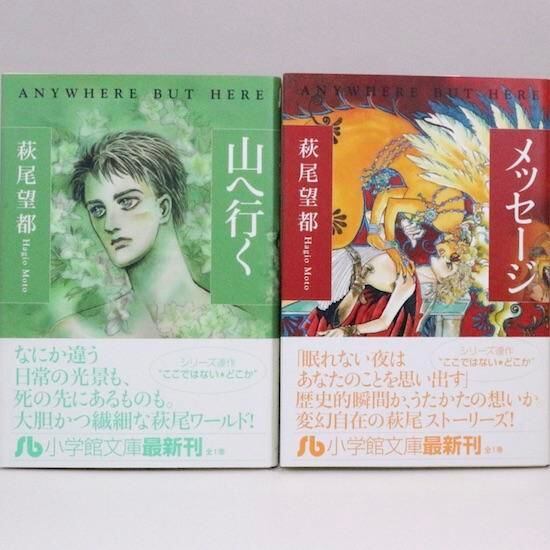 ANYWHERE BUT HERE
山へ行く
萩尾望都
Hagio Moto
なにか違う
日常の光景も、
死の先にあるものも。
大胆かつ繊細な萩尾ワールド!
シリーズ連作
"ここではない★どこか"
小学館文庫最新刊
全1巻
ANYWHERE BUT HERE
メッセージ
萩尾望都
Hagio Moto
「眠れない夜は
あなたのことを思い出す」
歴史的瞬間か、うたかたの想いか
変幻自在の萩尾ストーリーズ!
シリーズ連作
"ここではない★どこか"
小学館文庫最新刊
全1巻